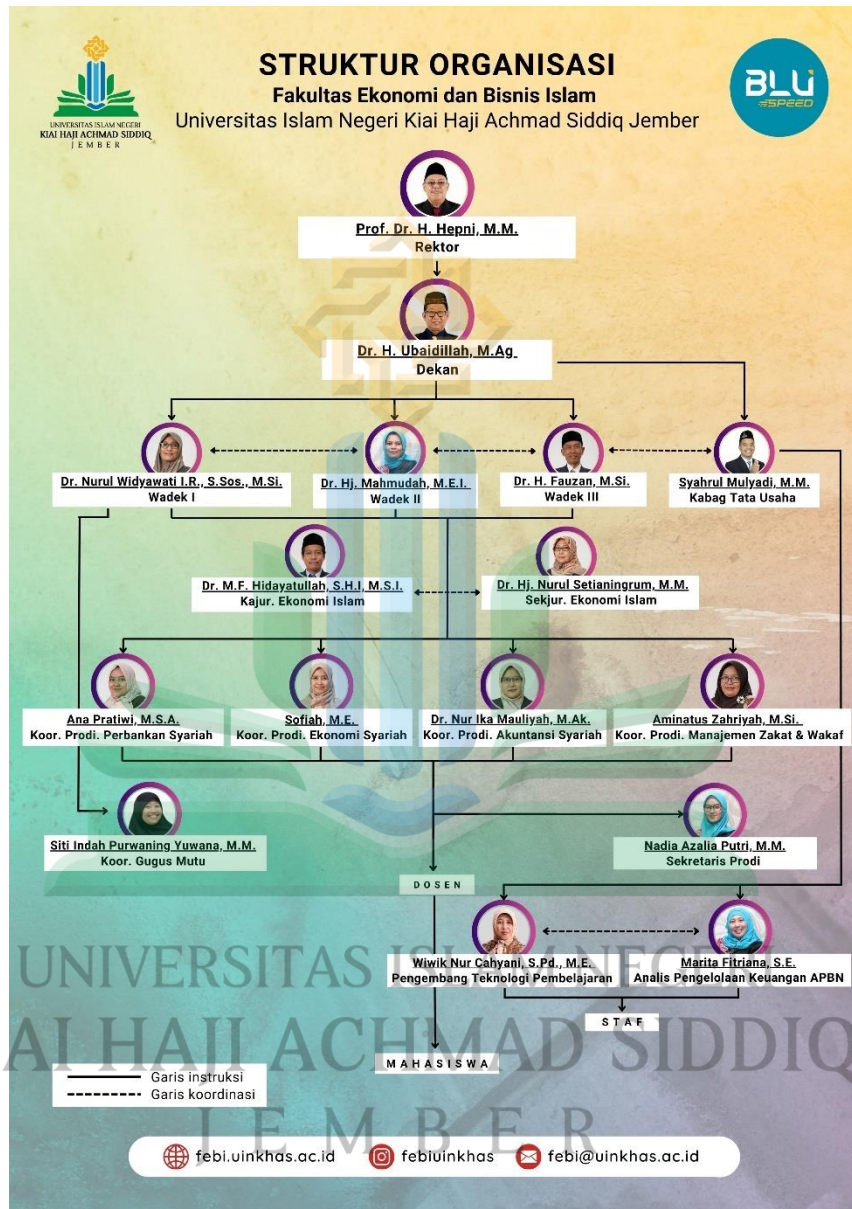 STRUKTUR ORGANISASI
Fakultas Ekonomi dan Bisnis Islam
Universitas Islam Negeri Kiai Haji Achmad Siddiq Jember
UNIVERSITAS ISLAM NEGERI
KIAI HAJI ACHMAD SIDDIQ
JEMBER
BLU
SPEED
Prof. Dr. H. Hepni, M.M.
Rektor
Dr. H. Ubaidillah, M.Ag
Dekan
Dr. Nurul Widyawati I.R., S.Sos., M.Si.
Wadek I
Dr. Hj. Mahmudah, M.E.I.
Wadek II
Dr. H. Fauzan, M.Si.
Wadek III
Syahrul Mulyadi, M.M.
Kabag Tata Usaha
Dr. M.F. Hidayatullah, S.H.I, M.S.I.
Kajur. Ekonomi Islam
Dr. Hj. Nurul Setianingrum, M.M.
Sekjur. Ekonomi Islam
Ana Pratiwi, M.S.A.
Koor. Prodi. Perbankan Syariah
Sofiah, M.E.
Koor. Prodi. Ekonomi Syariah
Dr. Nur Ika Mauliyah, M.Ak.
Koor. Prodi. Akuntansi Syariah
Aminatus Zahriyah, M.Si.
Koor. Prodi. Manajemen Zakat & Wakaf
Siti Indah Purwaning Yuwana, M.M.
Koor. Gugus Mutu
Nadia Azalia Putri, M.M.
Sekretaris Prodi
DOSEN
Wiwik Nur Cahyani, S.Pd., M.E.
Pengembang Teknologi Pembelajaran
Marita Fitriana, S.E.
Analis Pengelolaan Keuangan APBN
STAF
MAHASISWA
Garis instruksi
Garis koordinasi
UNIVERSITAS ISLAM NEGERI
AI HAJI ACHMAD SIDDIQ
JEMBER
febi.uinkhas.ac.id
febiuinkhas
febi@uinkhas.ac.id